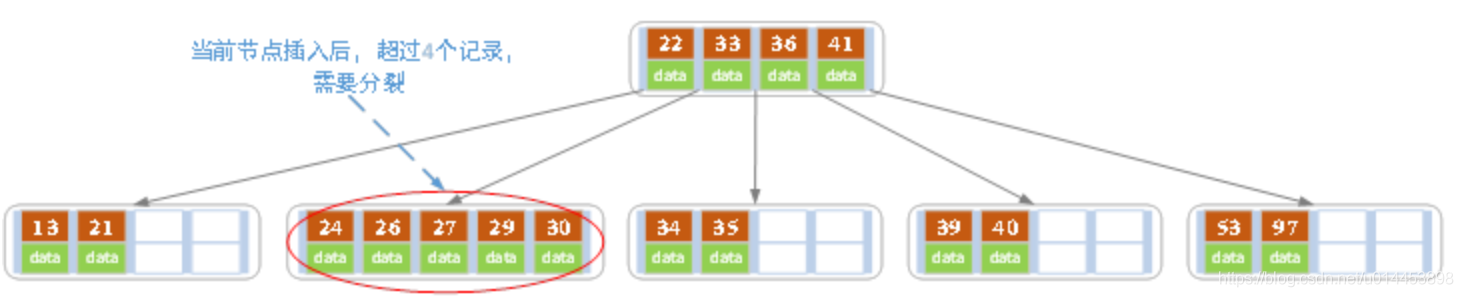 22 33 36 41
data data data data
当前节点插入后，超过4个记录，
需要分裂
13 21
data data
24 26 27 29 30
data data data data data
34 35
data data
39 40
data data
53 97
data data
https://blog.csdn.net/u014453898